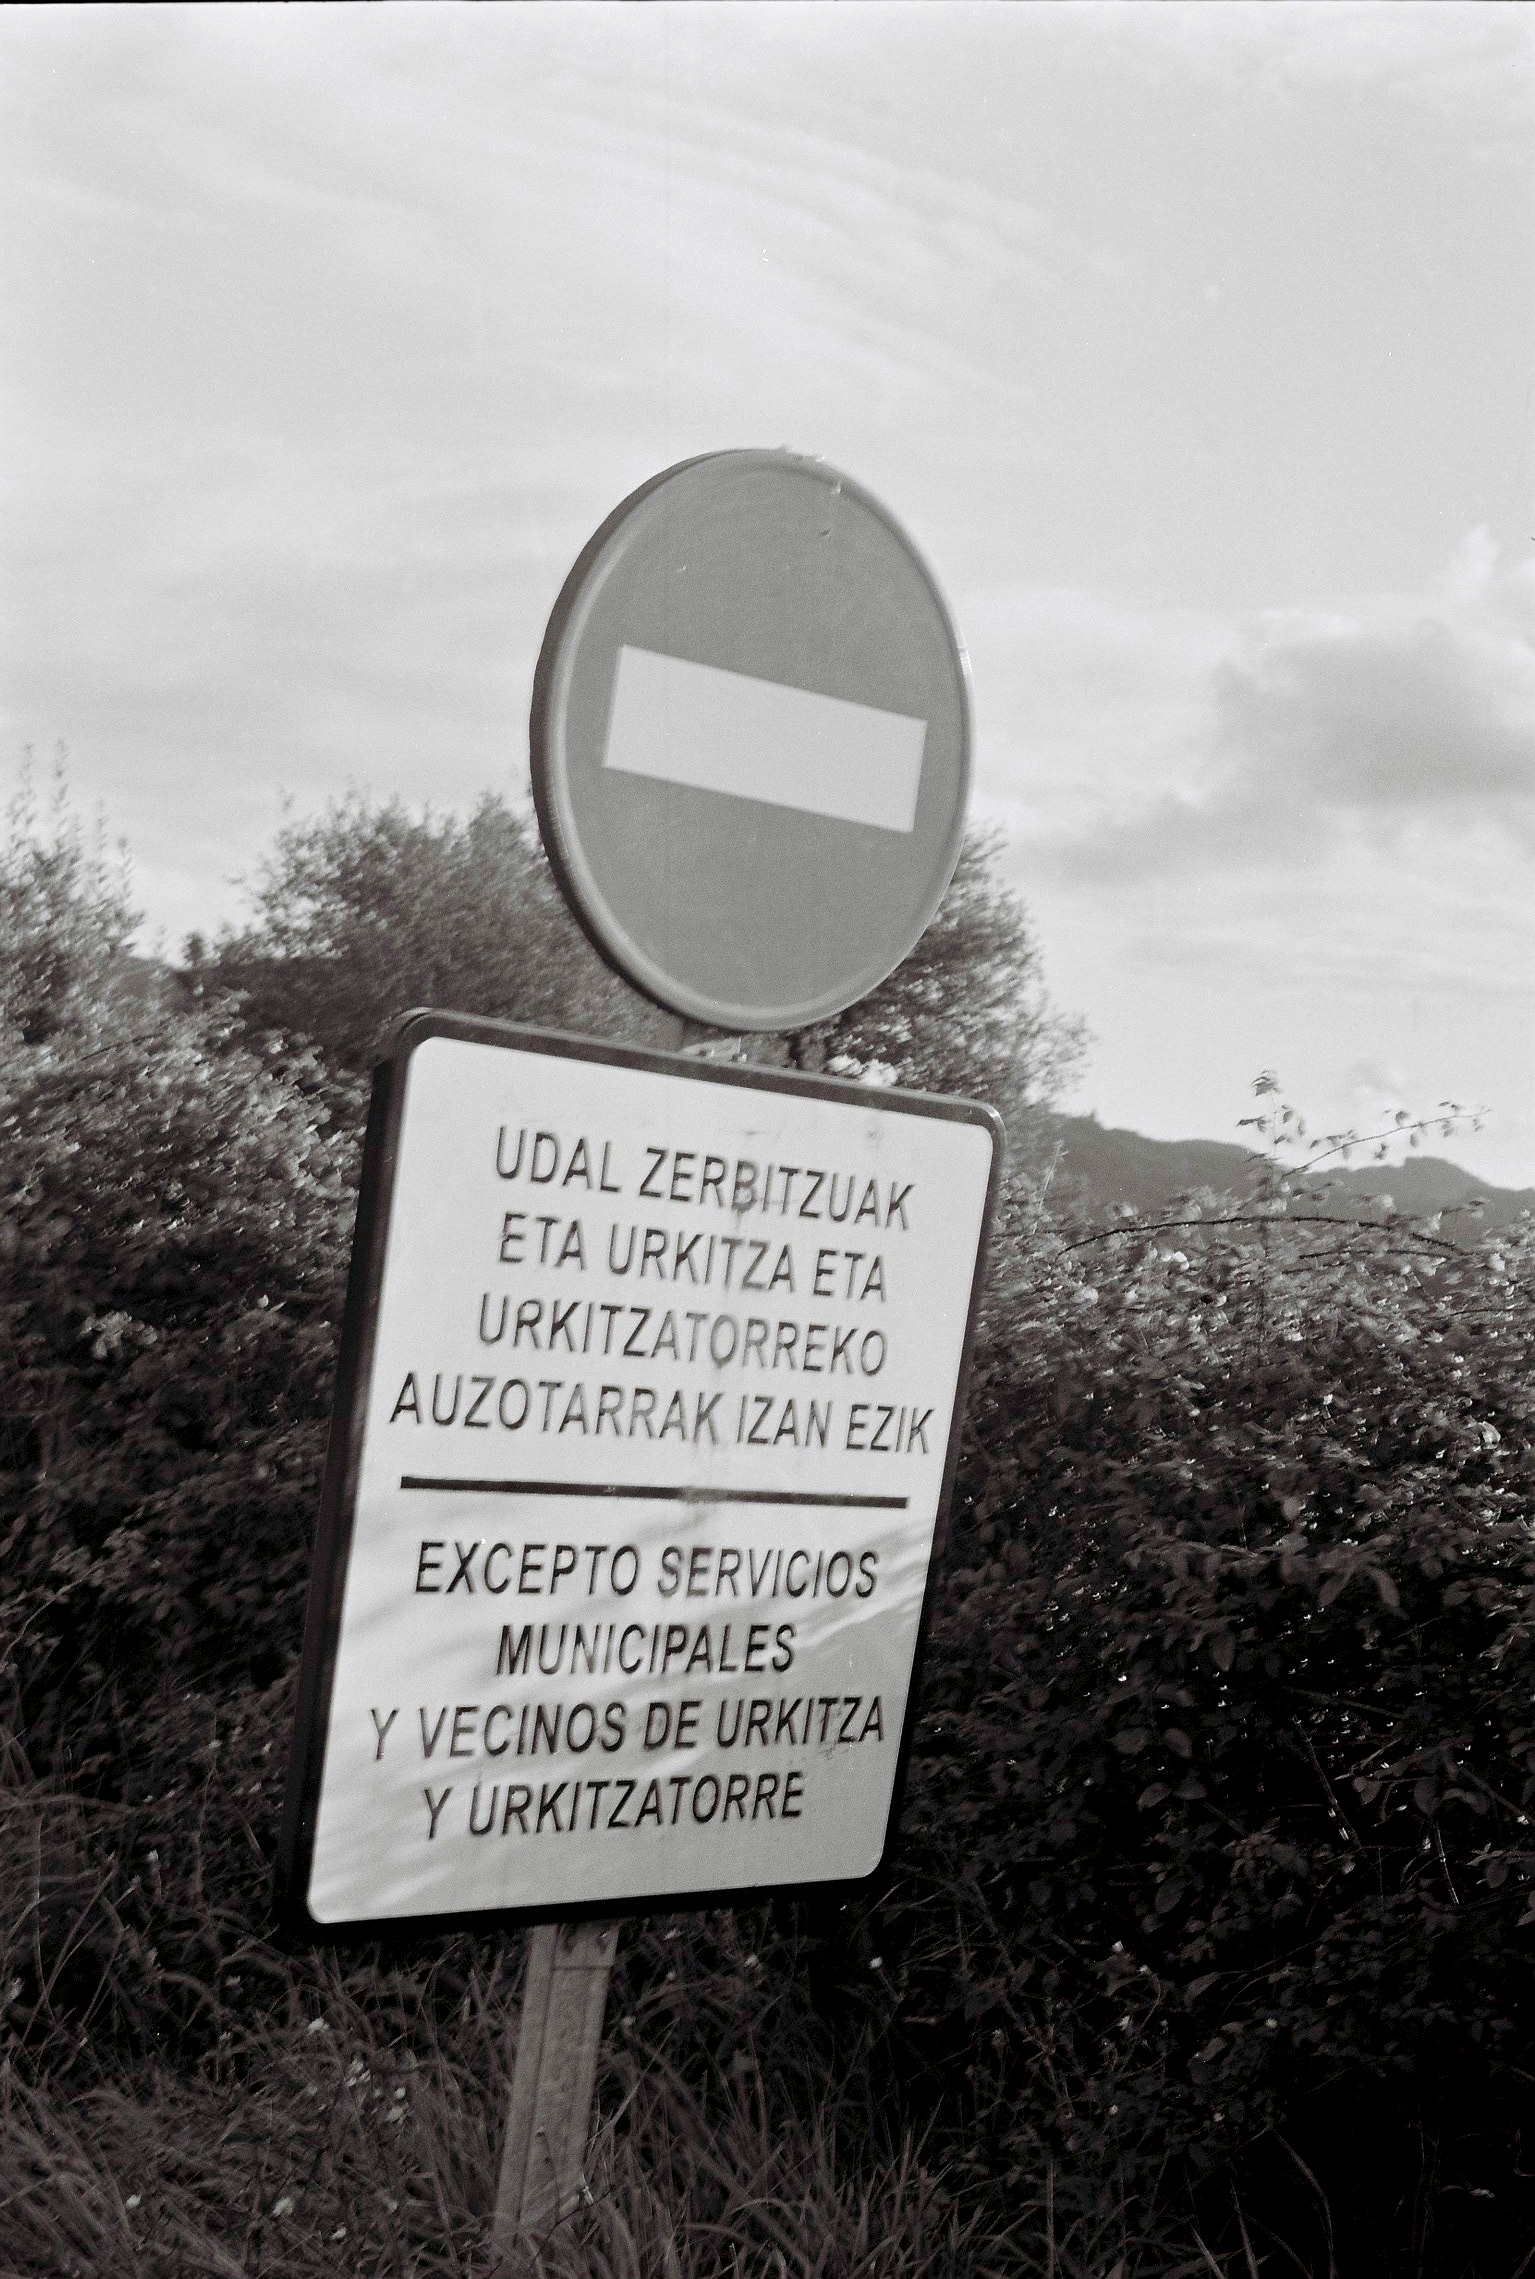 UDAL ZERBITZUAK
ETA URKITZA ETA
URKITZATORREKO
AUZOTARRAK IZAN EZIK
EXCEPTO SERVICIOS
MUNICIPALES
Y VECINOS DE URKITZA
Y URKITZATORRE